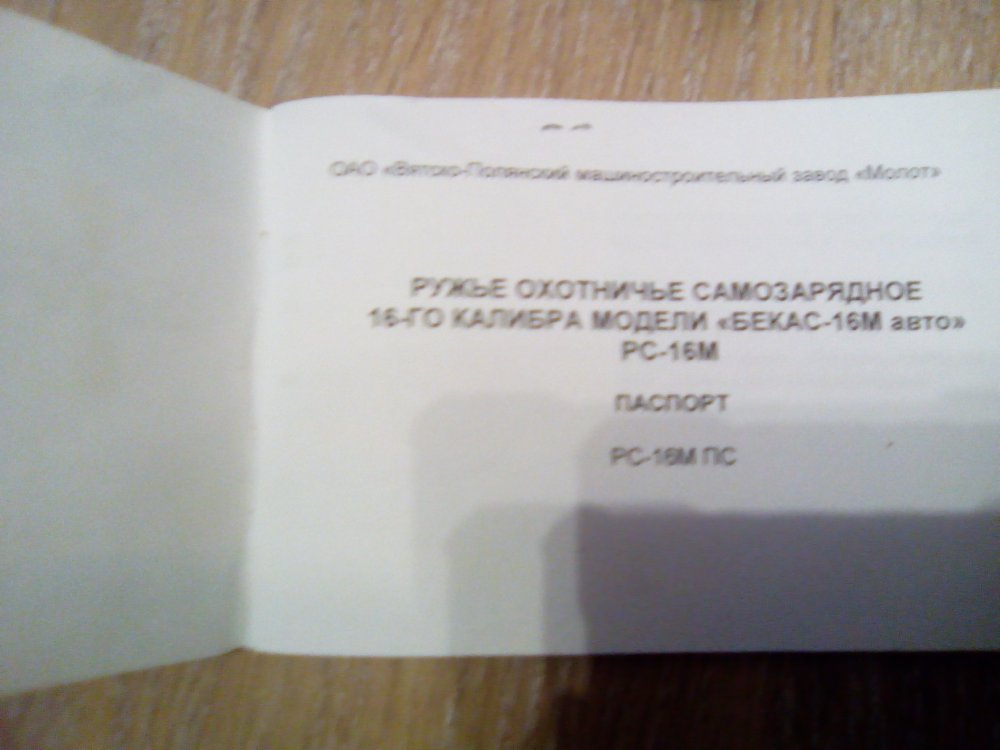 ОАО «Вятско-Полянский машиностроительный завод «Молот»
РУЖЬЕ ОХОТНИЧЬЕ САМОЗАРЯДНОЕ
16-ГО КАЛИБРА МОДЕЛИ «БЕКАС-16М авто»
РС-16М
ПАСПОРТ
РС-16М ПС